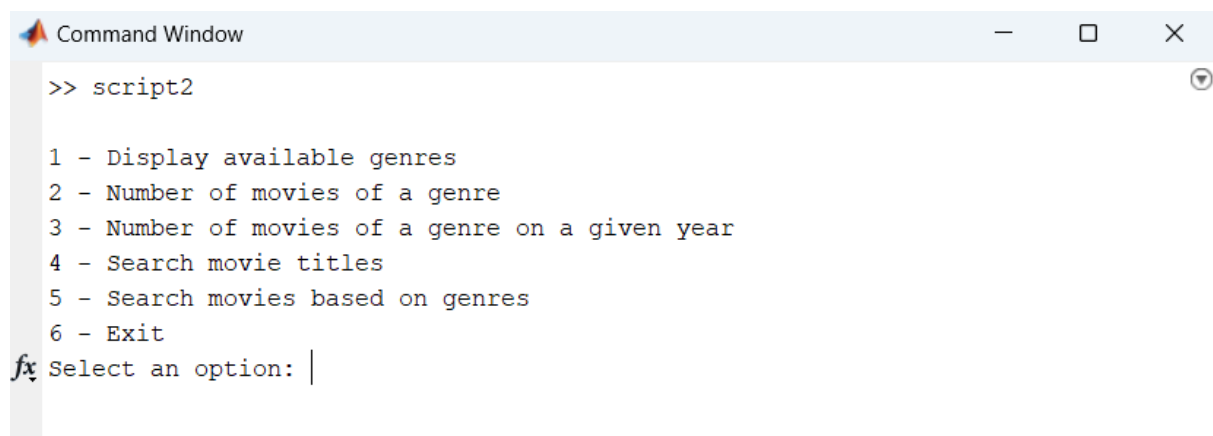 Command Window
>> script2
1 - Display available genres
2 - Number of movies of a genre
3 - Number of movies of a genre on a given year
4 - Search movie titles
5 - Search movies based on genres
6 - Exit
fx Select an option: